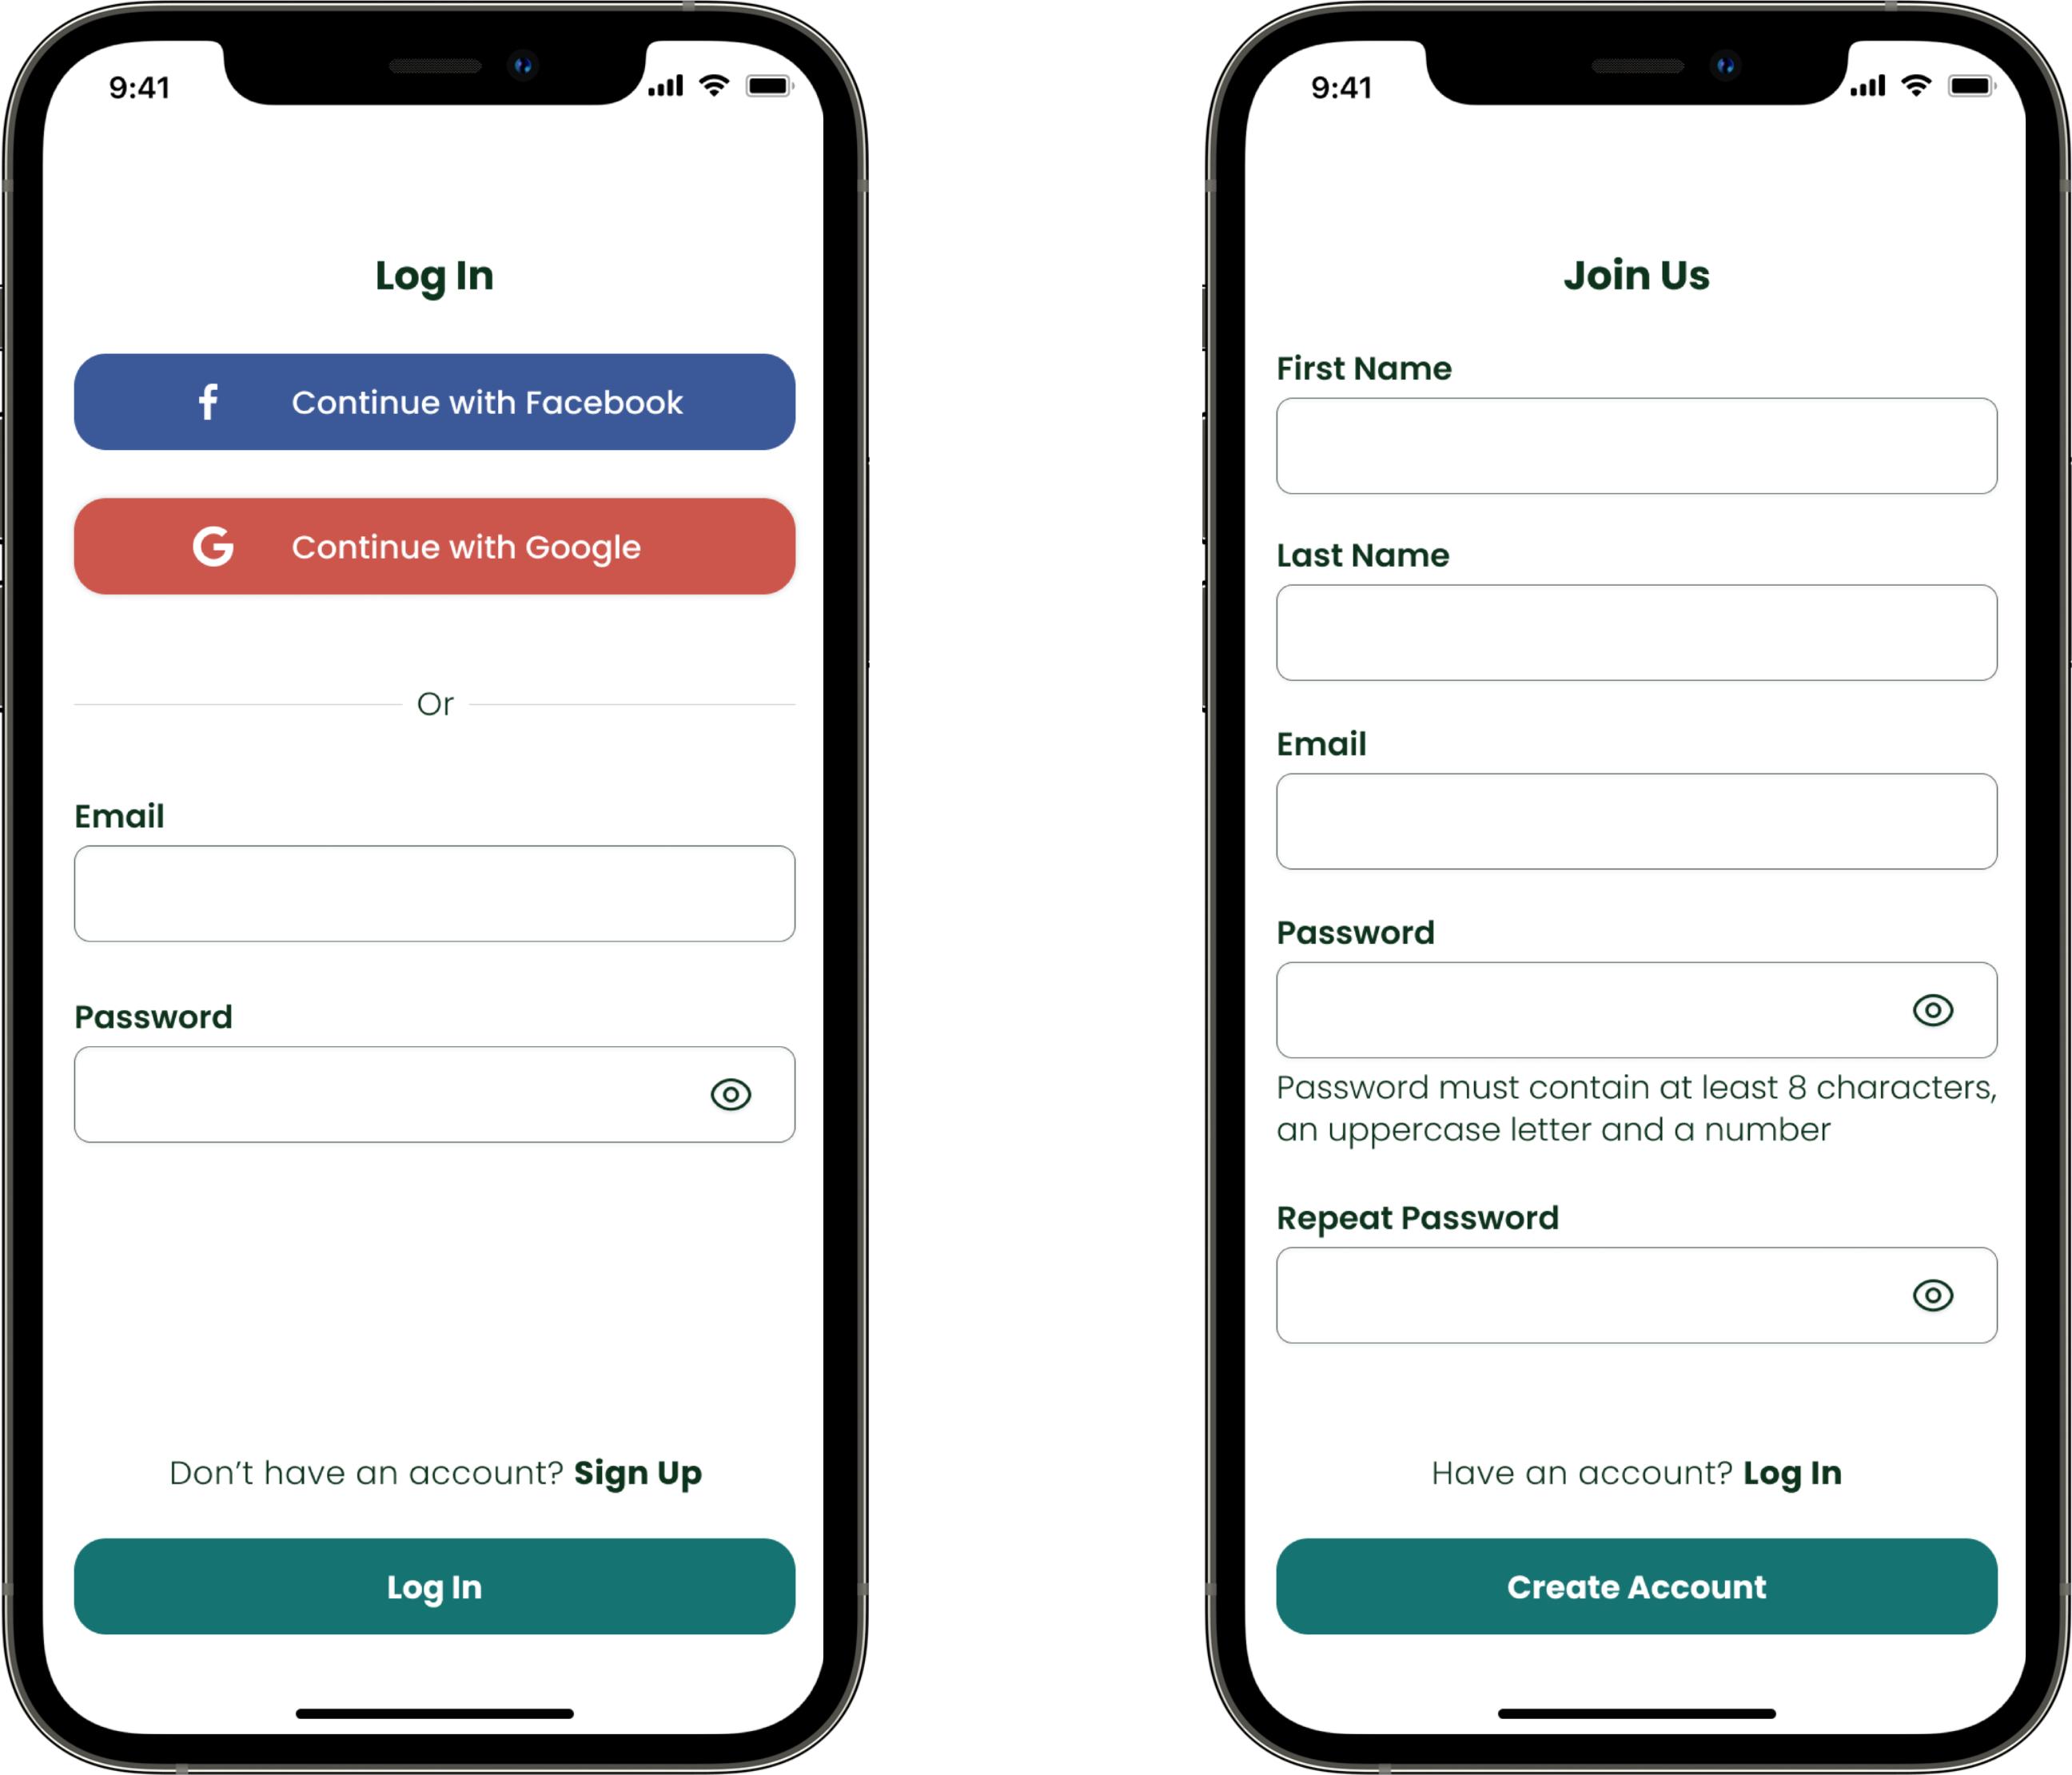 9:41
Log In
Continue with Facebook
Continue with Google
Or
Email
Password
Don’t have an account? Sign Up
Log In
9:41
Join Us
First Name
Last Name
Email
Password
Password must contain at least 8 characters,
an uppercase letter and a number
Repeat Password
Have an account? Log In
Create Account